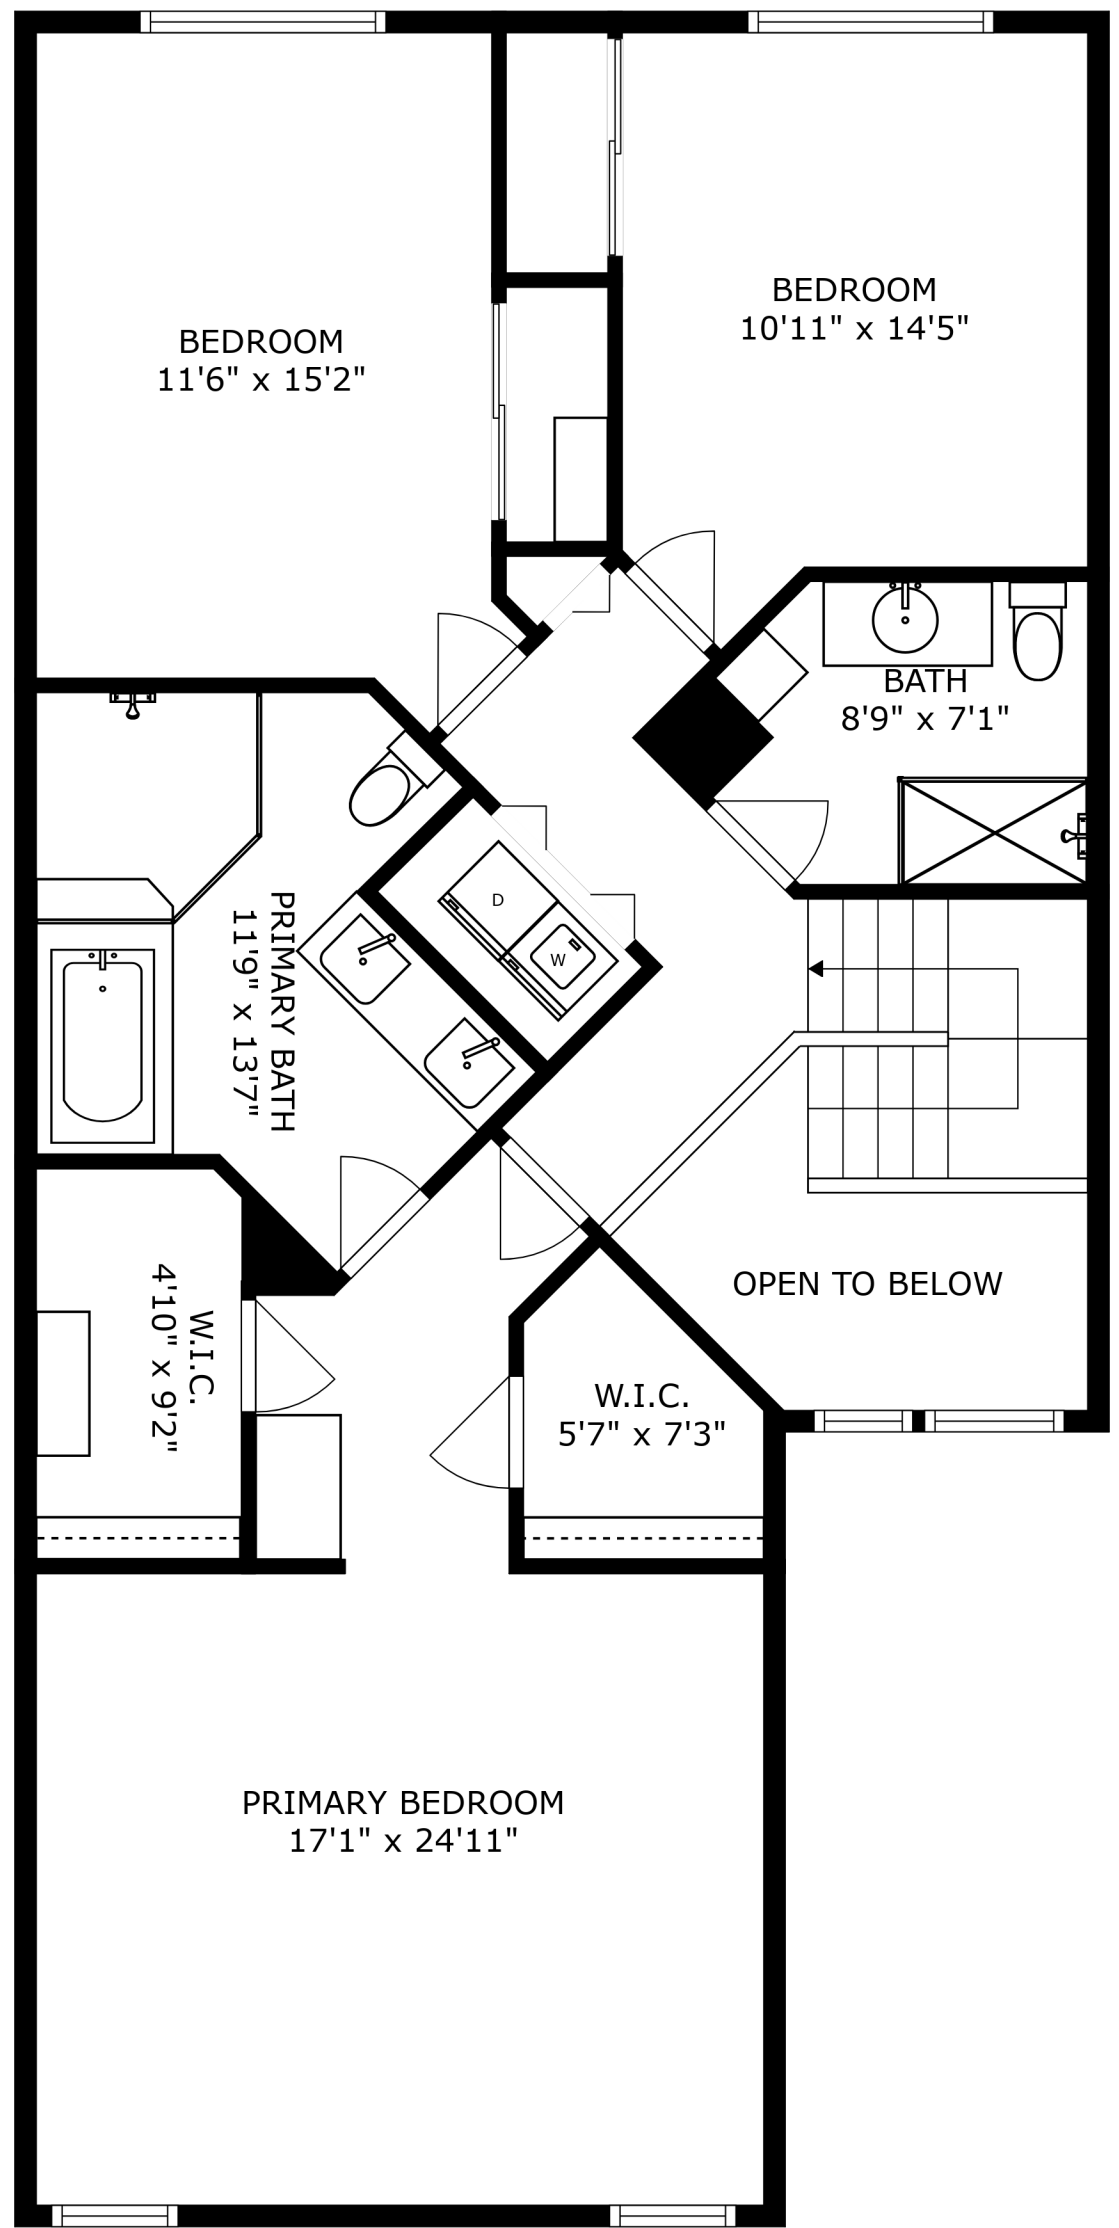 BEDROOM
10'11" x 14'5"
BEDROOM
11'6" x 15'2"
BATH
8'9" x 7'1"
D
W
PRIMARY BATH
11'9" x 13'7"
OPEN TO BELOW
W.I.C.
4'10" x 9'2"
W.I.C.
5'7" x 7'3"
PRIMARY BEDROOM
17'1" x 24'11"